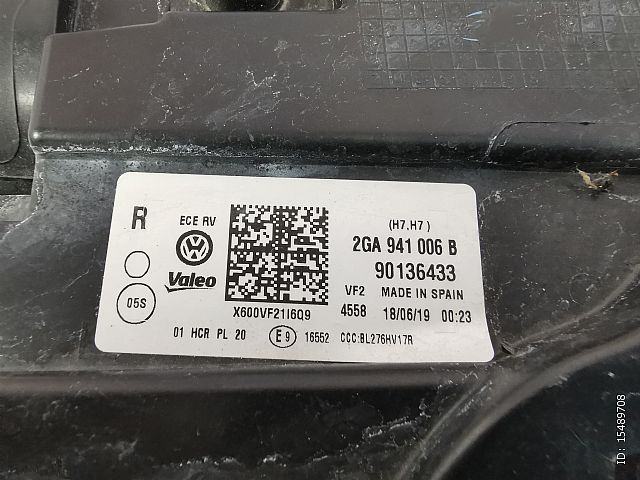 R
ECE RV
(H7,H7)
2GA 941 006 B
Valeo
90136433
05S
VF2 MADE IN SPAIN
X600VF21I6Q9
4558 18/06/19 00:23
01 HCR PL 20 E9 16552 CCC:BL276HV17R
ID: 15489708